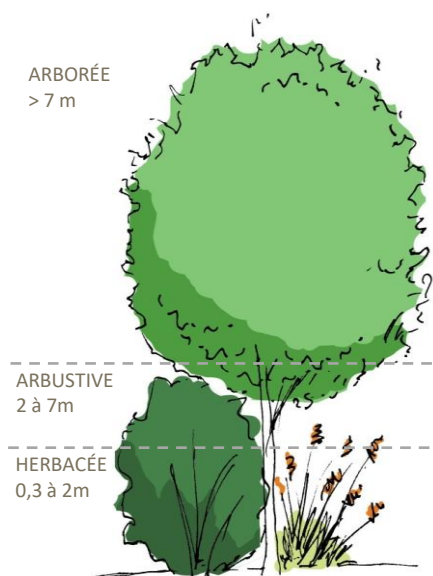 ARBORÉE
> 7 m
ARBUSTIVE
2 à 7m
HERBACÉE
0,3 à 2m